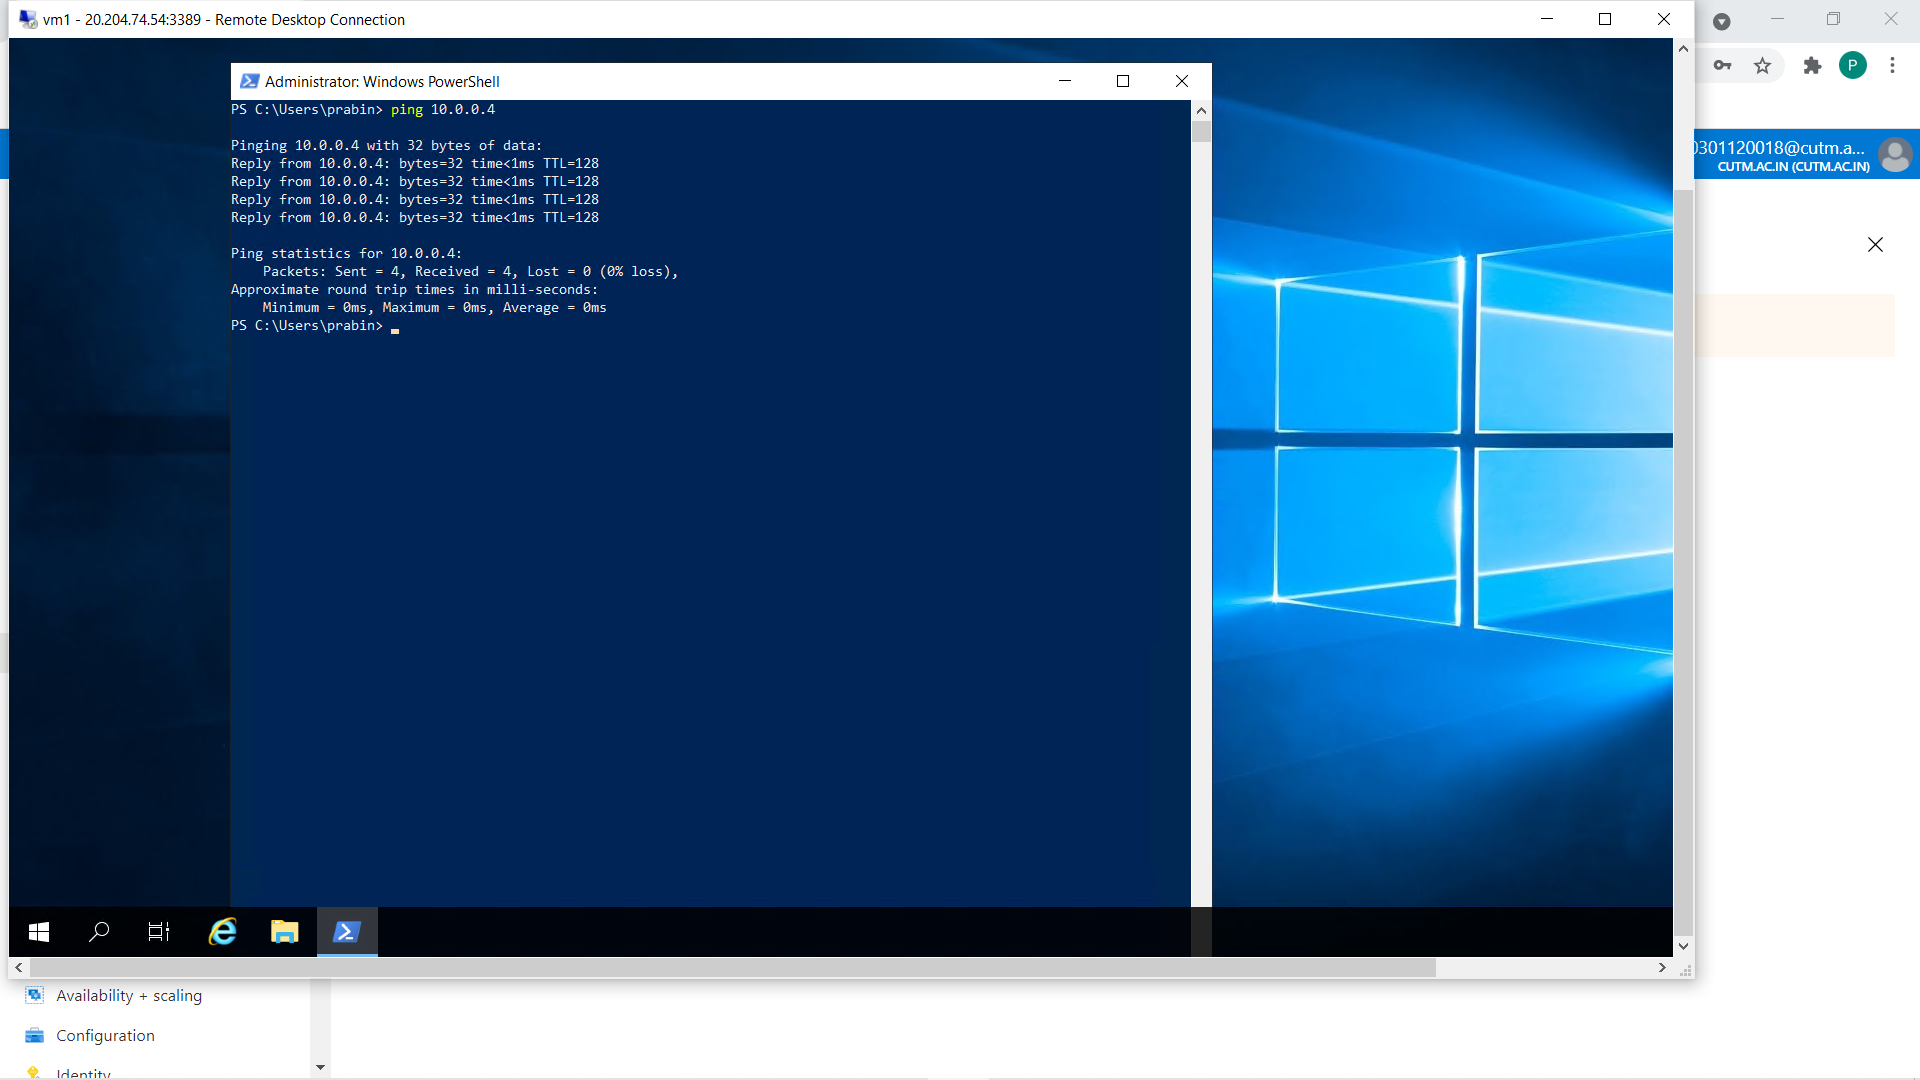 vm1 - 20.204.74.54:3389 - Remote Desktop Connection
Administrator: Windows PowerShell
PS C:\Users\prabin> ping 10.0.0.4
Pinging 10.0.0.4 with 32 bytes of data:
Reply from 10.0.0.4: bytes=32 time<1ms TTL=128
Reply from 10.0.0.4: bytes=32 time<1ms TTL=128
Reply from 10.0.0.4: bytes=32 time<1ms TTL=128
Reply from 10.0.0.4: bytes=32 time<1ms TTL=128
Ping statistics for 10.0.0.4:
Packets: Sent = 4, Received = 4, Lost = 0 (0% loss),
Approximate round trip times in milli-seconds:
Minimum = 0ms, Maximum = 0ms, Average = 0ms
PS C:\Users\prabin>
P
0301120018@cutm.a...
CUTM.AC.IN (CUTM.AC.IN)
Availability + scaling
Configuration
Identity